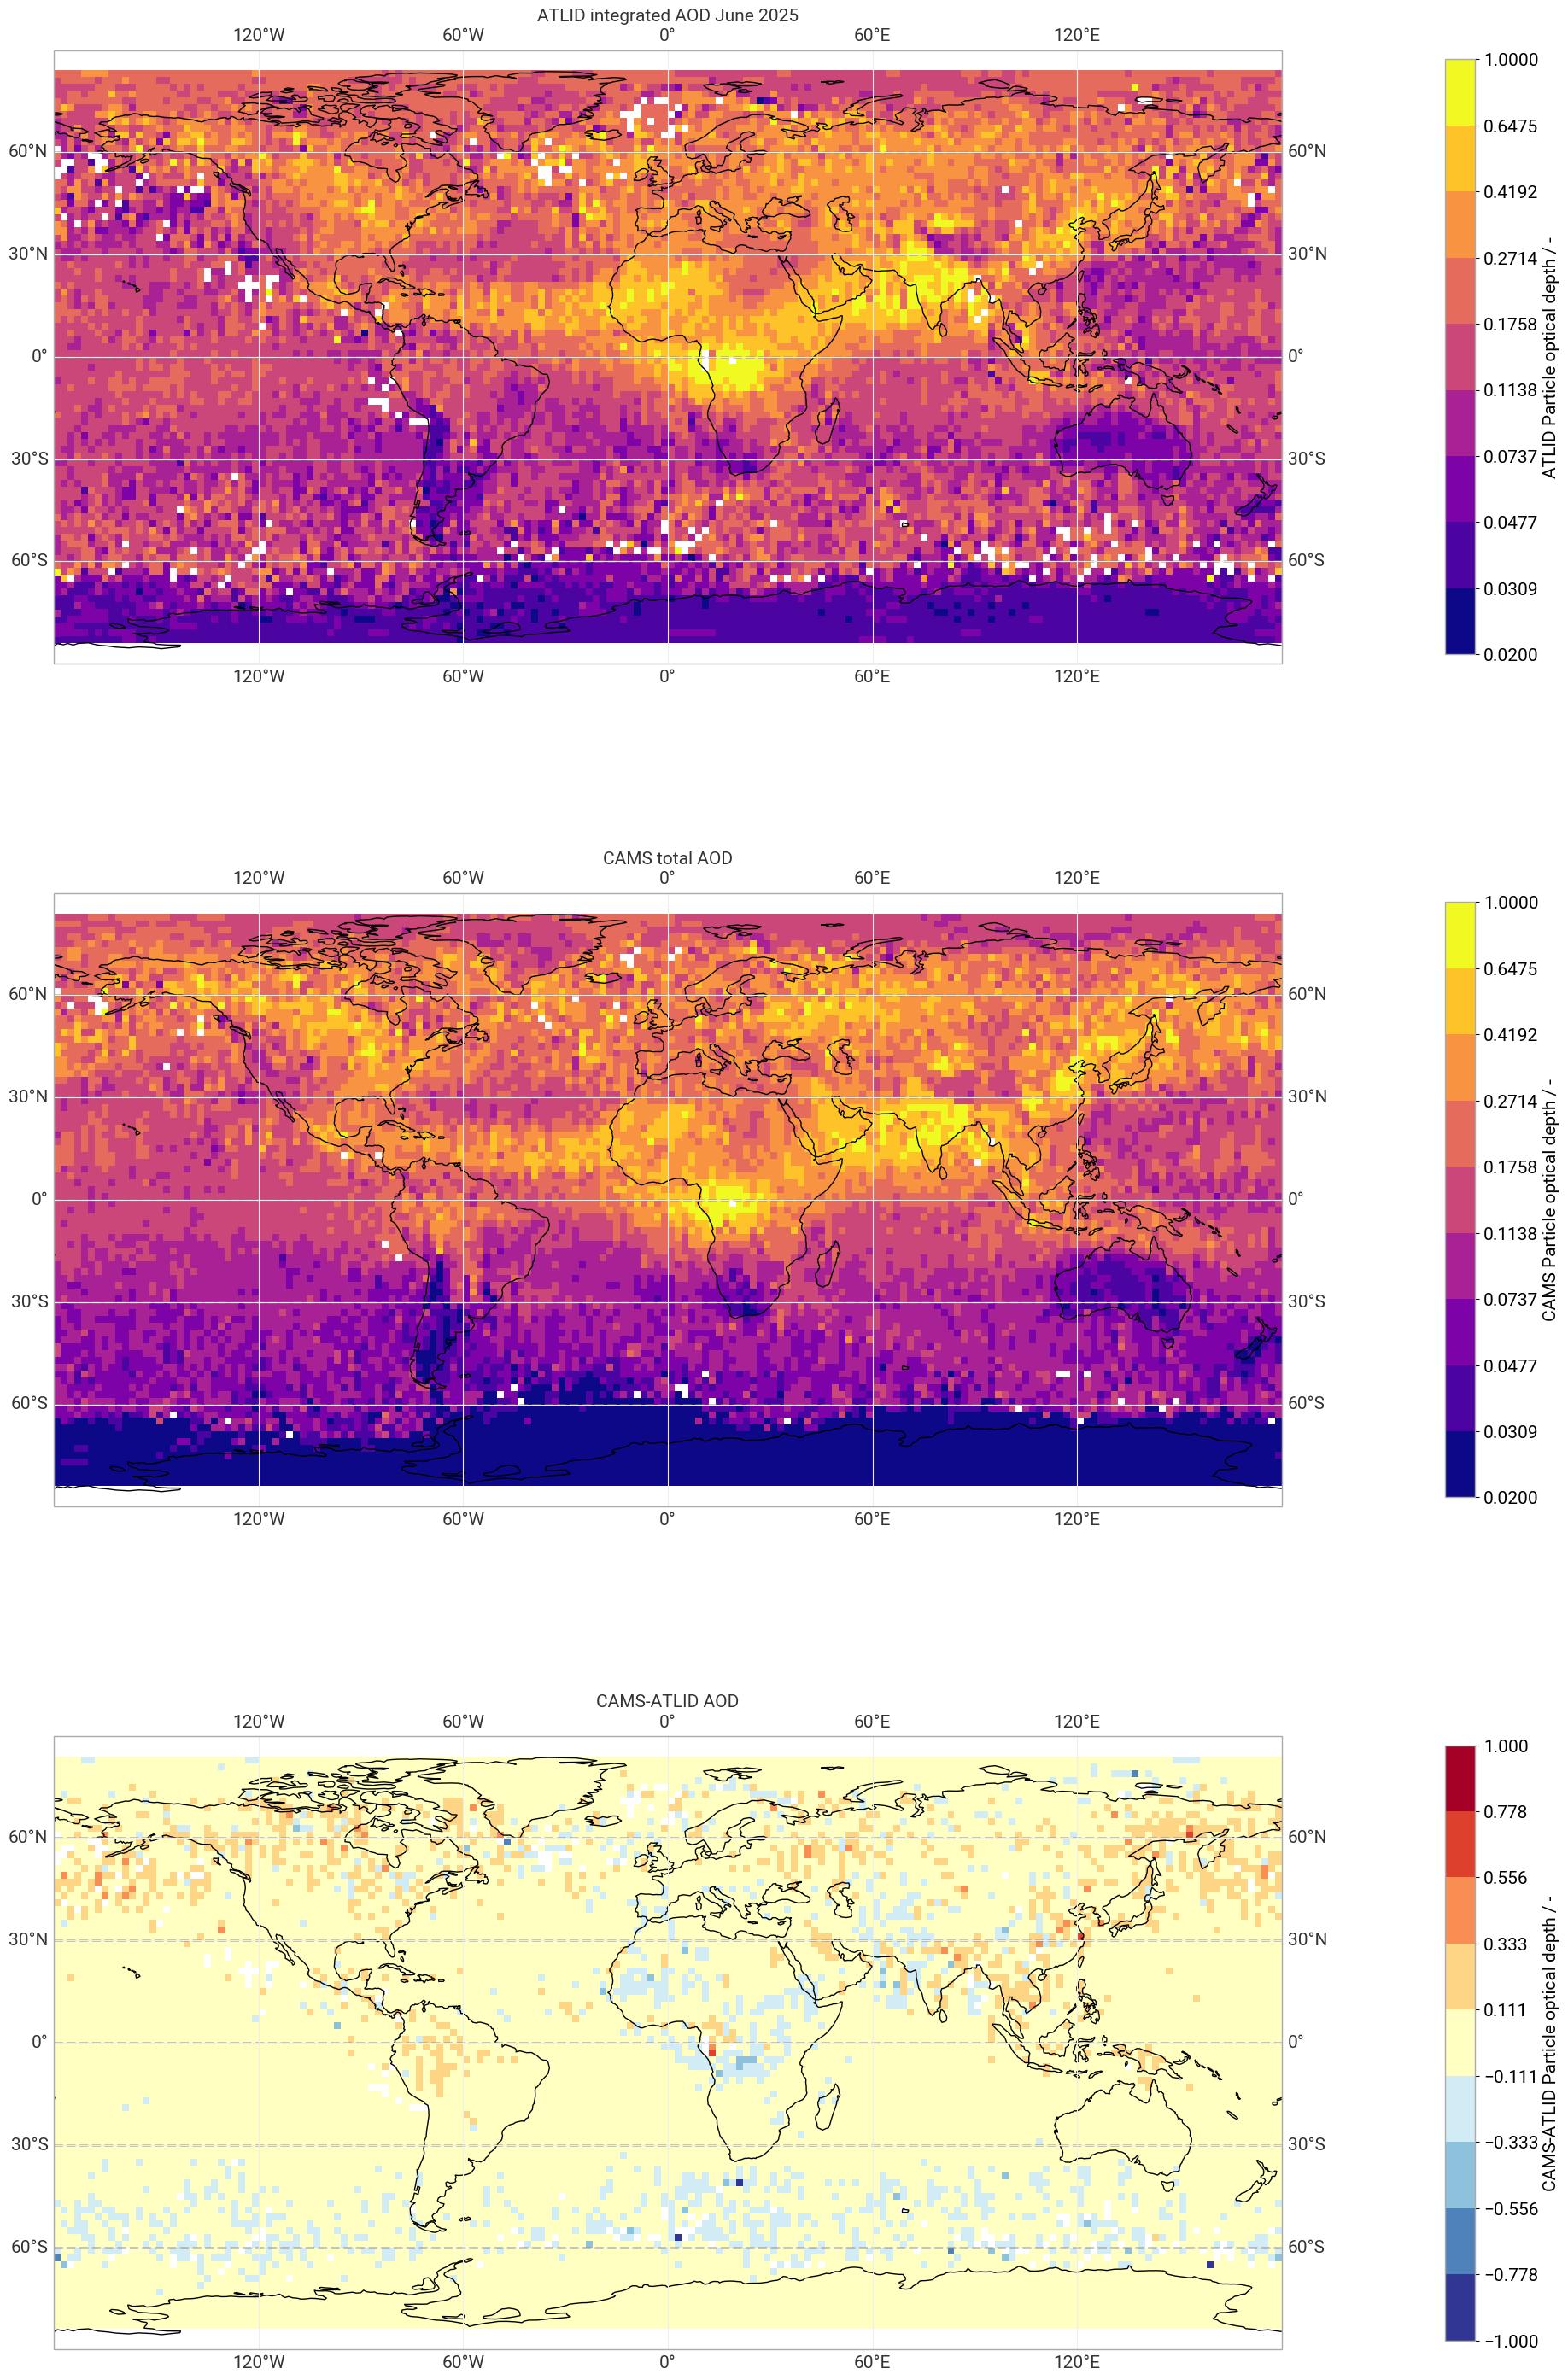 ATLID integrated AOD June 2025
120°W 60°W 0° 60°E 120°E
60°N 60°N
30°N 30°N
0° 0°
30°S 30°S
60°S 60°S
120°W 60°W 0° 60°E 120°E
1.0000
0.6475
0.4192
0.2714
0.1758
0.1138
0.0737
0.0477
0.0309
0.0200
ATLID Particle optical depth / -
CAMS total AOD
120°W 60°W 0° 60°E 120°E
60°N 60°N
30°N 30°N
0° 0°
30°S 30°S
60°S 60°S
120°W 60°W 0° 60°E 120°E
1.0000
0.6475
0.4192
0.2714
0.1758
0.1138
0.0737
0.0477
0.0309
0.0200
CAMS Particle optical depth / -
CAMS-ATLID AOD
120°W 60°W 0° 60°E 120°E
60°N 60°N
30°N 30°N
0° 0°
30°S 30°S
60°S 60°S
120°W 60°W 0° 60°E 120°E
1.000
0.778
0.556
0.333
0.111
−0.111
−0.333
−0.556
−0.778
−1.000
CAMS-ATLID Particle optical depth / -